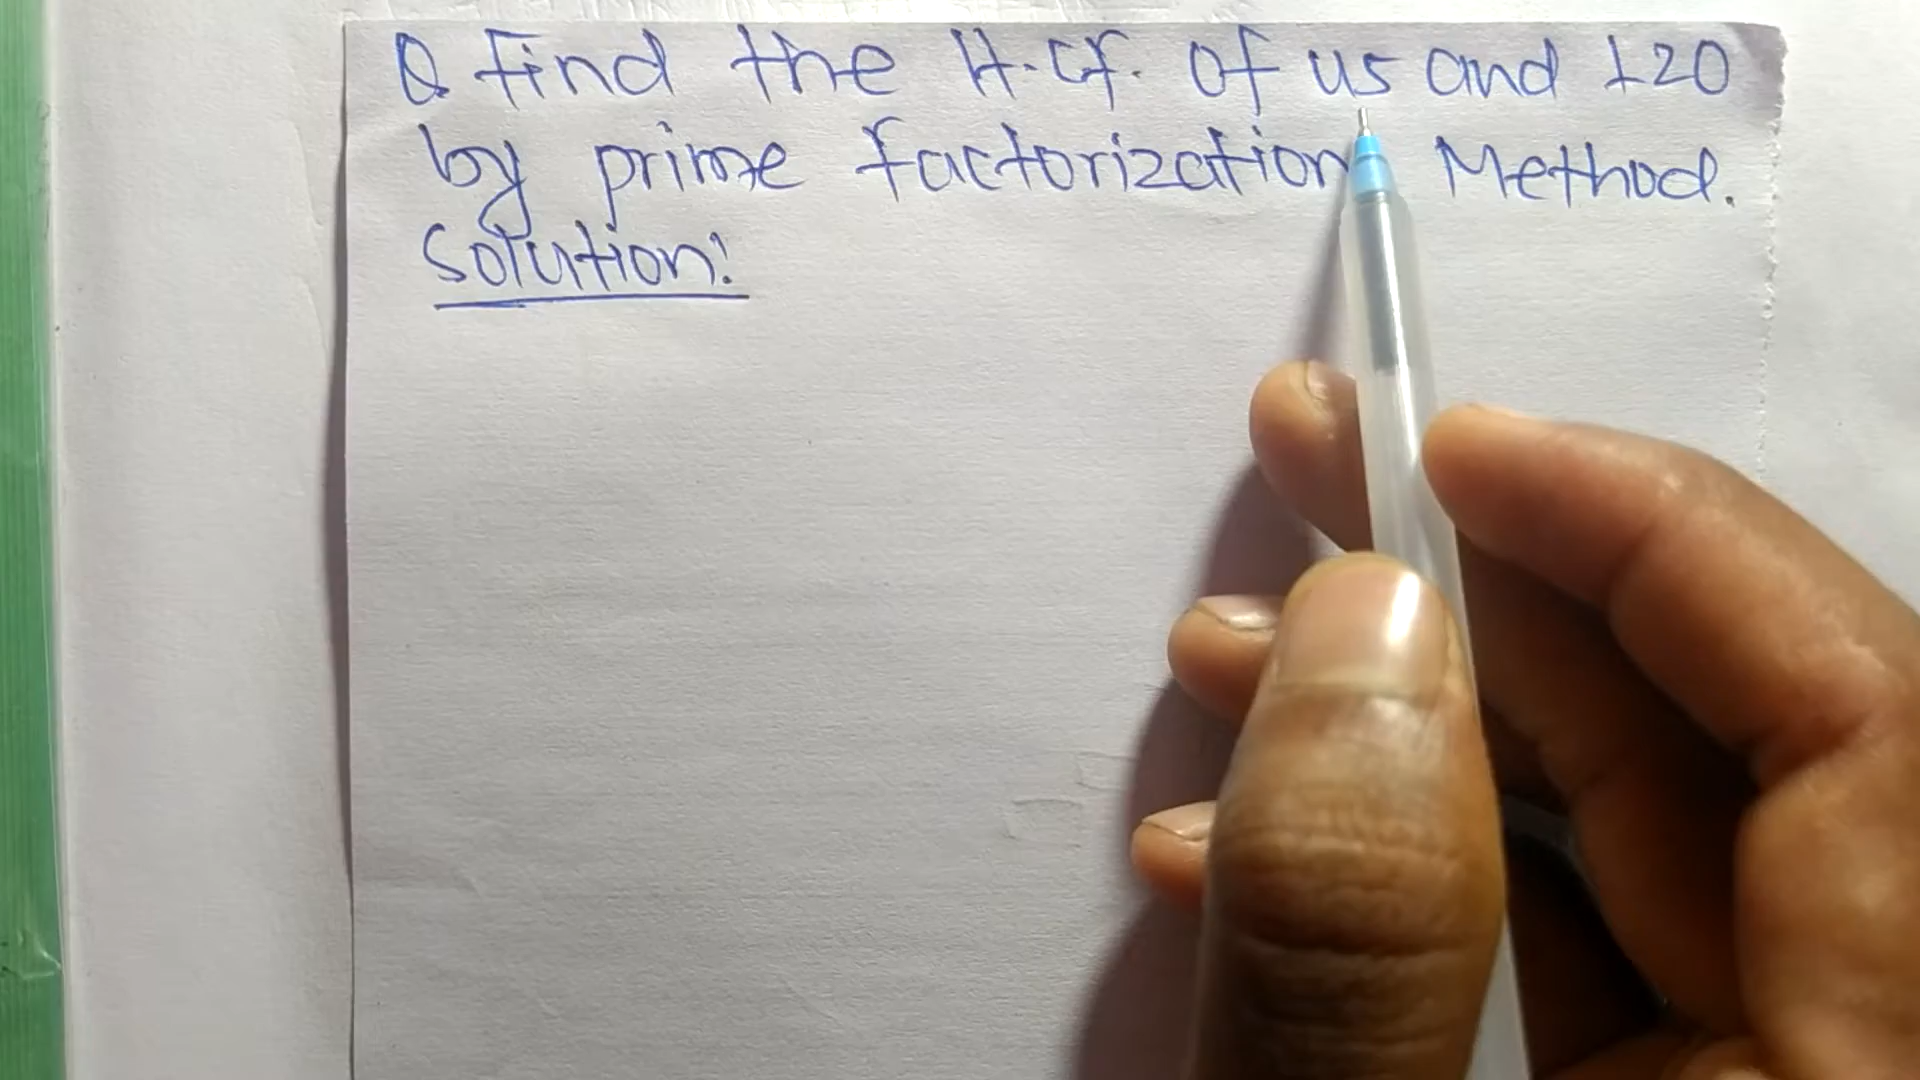 Q Find the H.C.F. of 45 and 120
by prime factorization Method.
Solution: